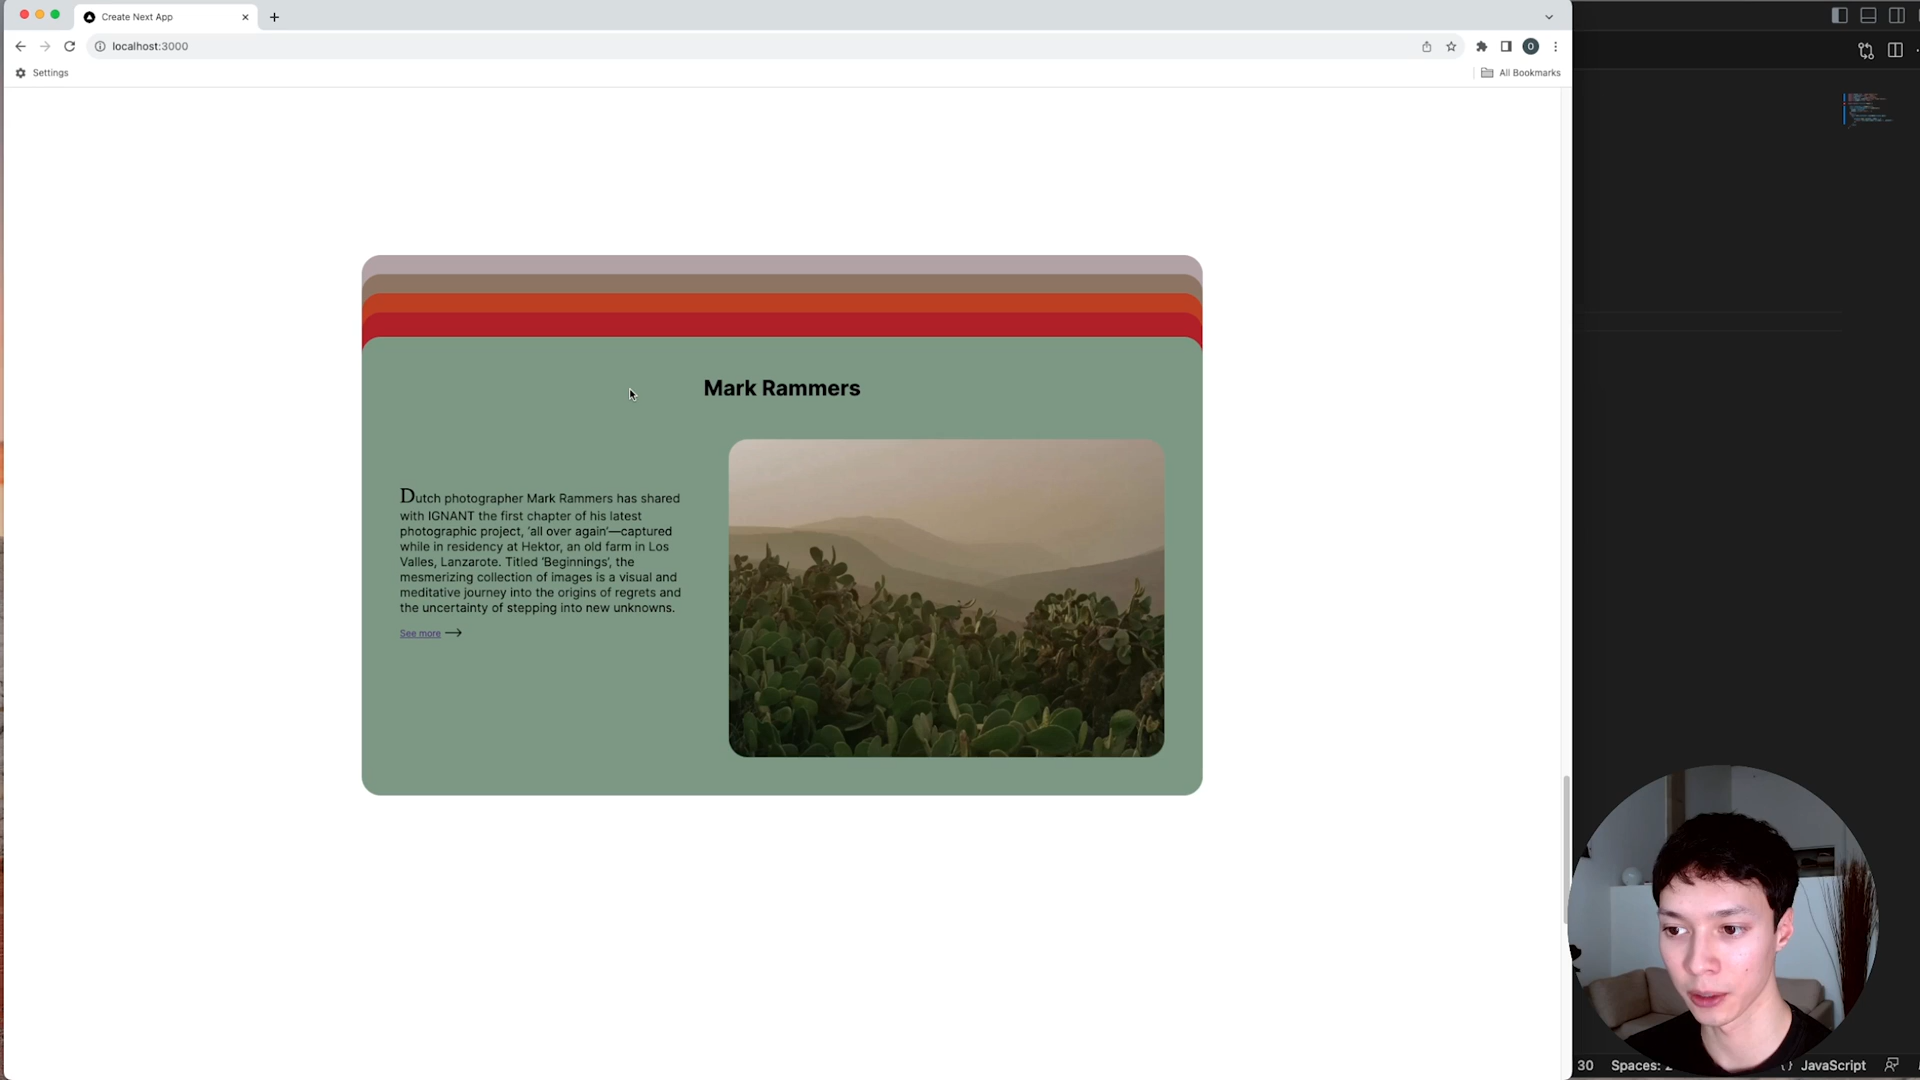 Create Next App
localhost:3000
O
Settings
All Bookmarks
Mark Rammers
Dutch photographer Mark Rammers has shared
with IGNANT the first chapter of his latest
photographic project, ‘all over again’—captured
while in residency at Hektor, an old farm in Los
Valles, Lanzarote. Titled ‘Beginnings’, the
mesmerizing collection of images is a visual and
meditative journey into the origins of regrets and
the uncertainty of stepping into new unknowns.
See more
30 Spaces: {} JavaScript